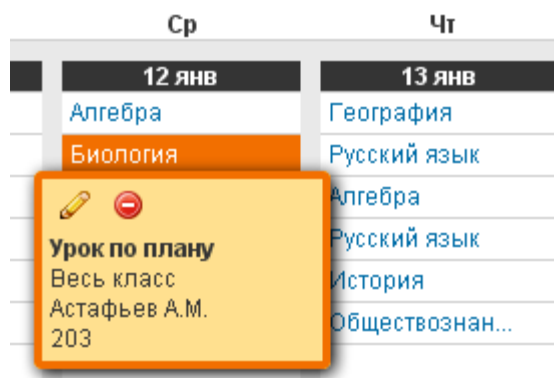 Ср
Чт
12 янв
13 янв
Алгебра
География
Биология
Русский язык
Алгебра
Урок по плану
Русский язык
Весь класс
История
Астафьев А.М.
Обществознан...
203